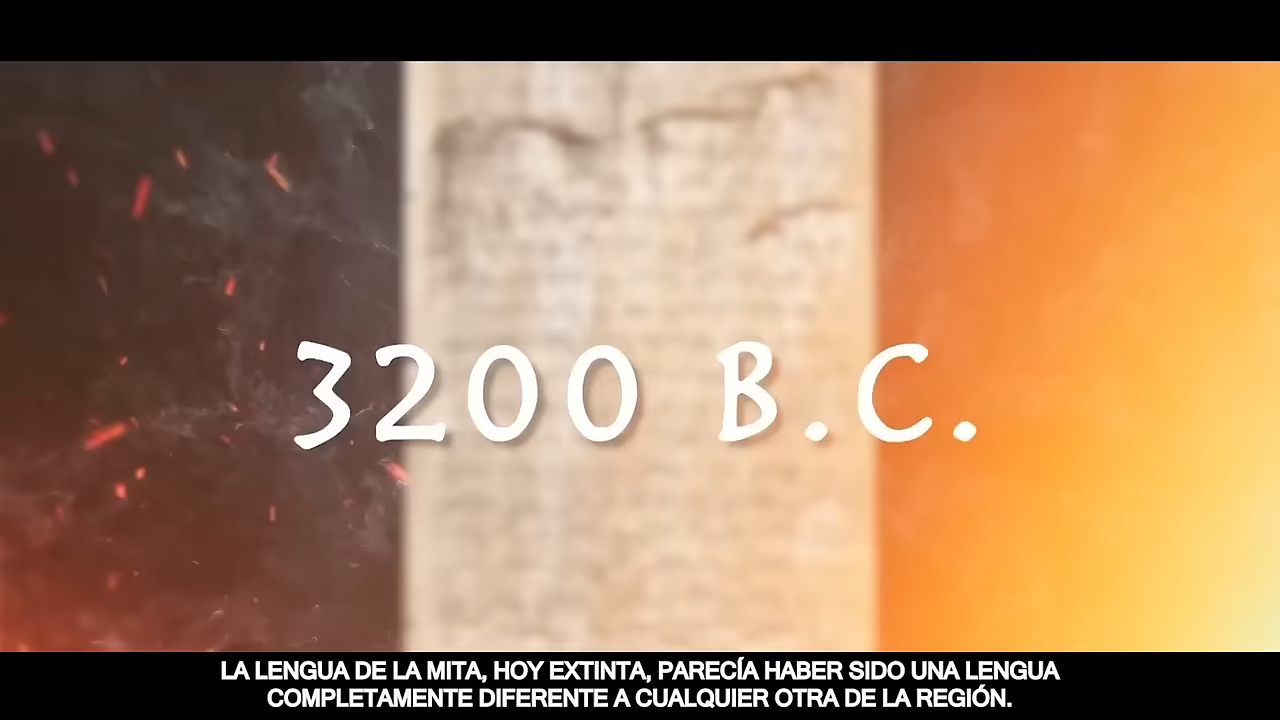 3200 B.C.
LA LENGUA DE LA MITA, HOY EXTINTA, PARECÍA HABER SIDO UNA LENGUA
COMPLETAMENTE DIFERENTE A CUALQUIER OTRA DE LA REGIÓN.